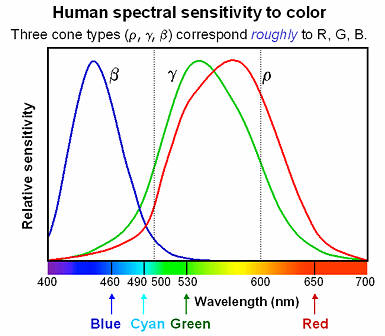 Human spectral sensitivity to color
Three cone types (ρ, γ, β) correspond roughly to R, G, B.
β γ ρ
Relative sensitivity
400 460 490 500 530 600 650 700
Wavelength (nm)
Blue Cyan Green Red